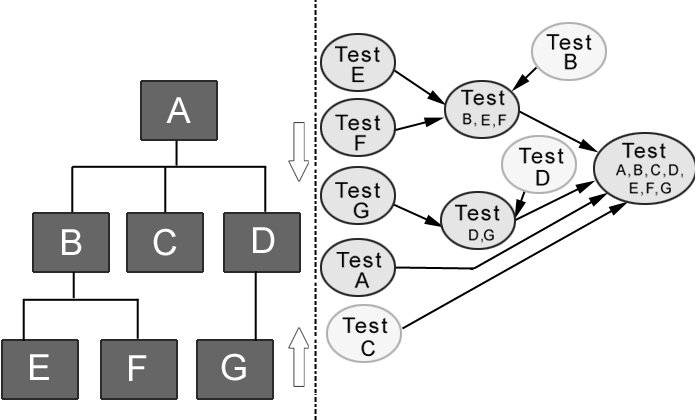 A
B
C
D
E
F
G
Test
E
Test
F
Test
G
Test
A
Test
C
Test
B, E, F
Test
B
Test
D
Test
D,G
Test
A,B,C,D,
E,F,G